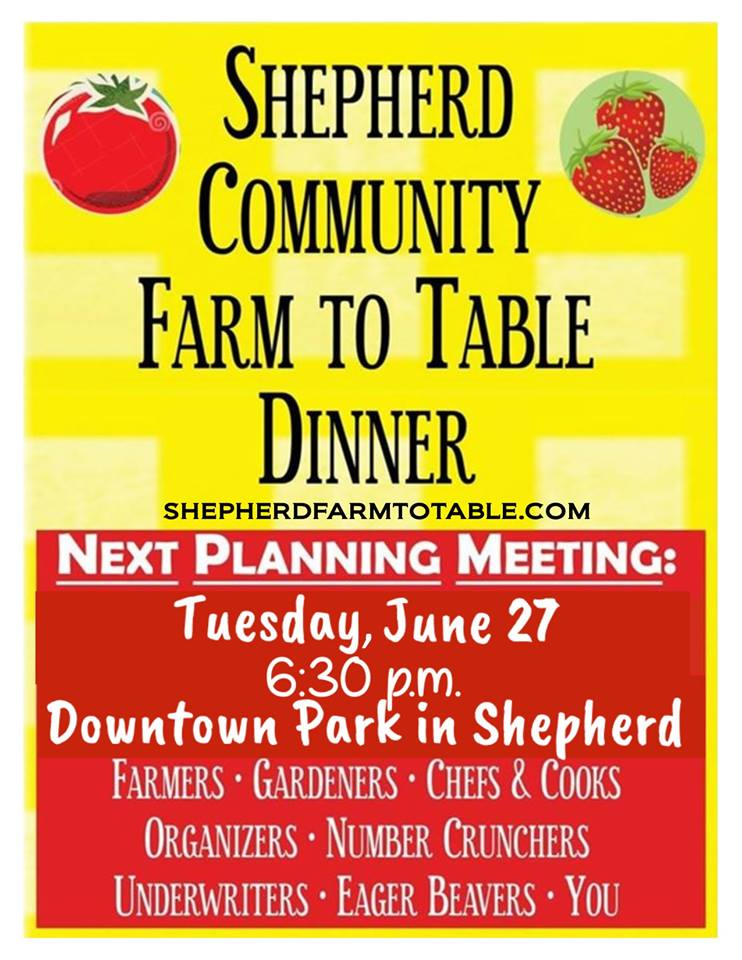 Shepherd
Community
Farm to Table
Dinner
SHEPHERDFARMTOTABLE.COM
Next Planning Meeting:
Tuesday, June 27
6:30 p.m.
Downtown Park in Shepherd
Farmers • Gardeners • Chefs & Cooks
Organizers • Number Crunchers
Underwriters • Eager Beavers • You